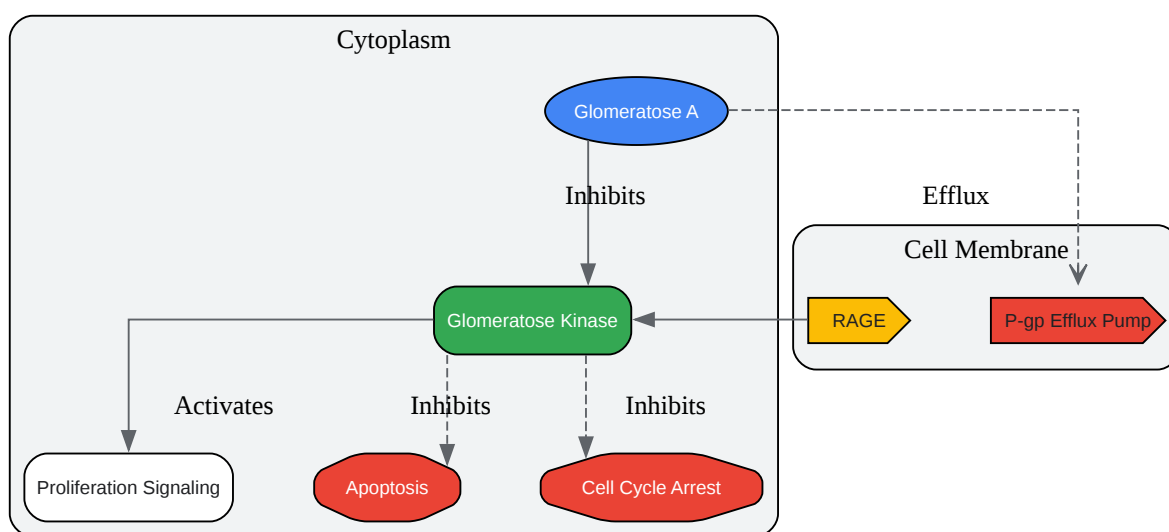 Cytoplasm
Glomeratose A
Inhibits
Efflux
Cell Membrane
Glomeratose Kinase
RAGE
P-gp Efflux Pump
Activates
Inhibits
Inhibits
Proliferation Signaling
Apoptosis
Cell Cycle Arrest